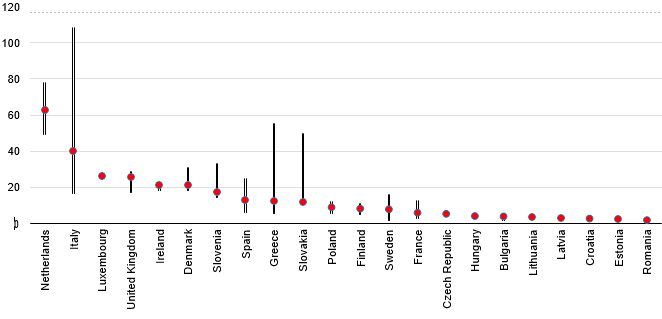 120
100
80
60
40
20
0
Netherlands
Italy
Luxembourg
United Kingdom
Ireland
Denmark
Slovenia
Spain
Greece
Slovakia
Poland
Finland
Sweden
France
Czech Republic
Hungary
Bulgaria
Lithuania
Latvia
Croatia
Estonia
Romania